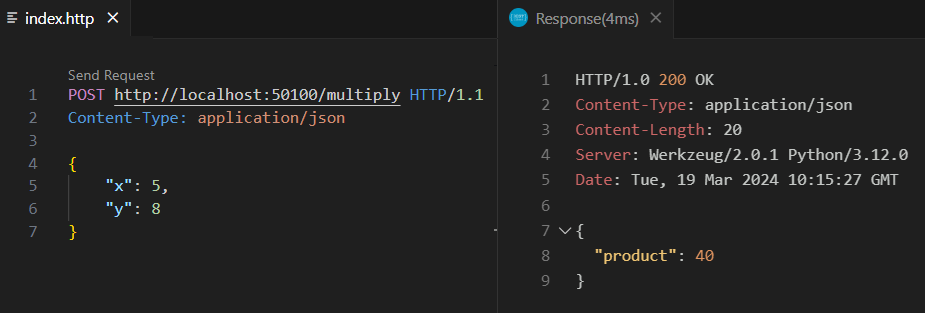 index.http
Send Request
1 POST http://localhost:50100/multiply HTTP/1.1
2 Content-Type: application/json
3
4 {
5 "x": 5,
6 "y": 8
7 }
Response(4ms)
1 HTTP/1.0 200 OK
2 Content-Type: application/json
3 Content-Length: 20
4 Server: Werkzeug/2.0.1 Python/3.12.0
5 Date: Tue, 19 Mar 2024 10:15:27 GMT
6
7 {
8 "product": 40
9 }